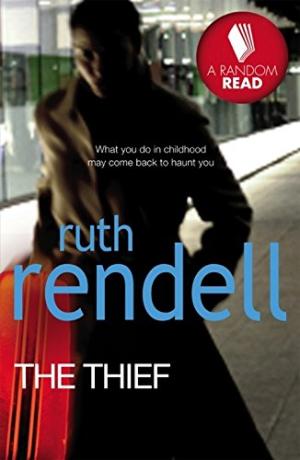 A RANDOM
READ
What you do in childhood
may come back to haunt you
ruth
rendell
THE THIEF